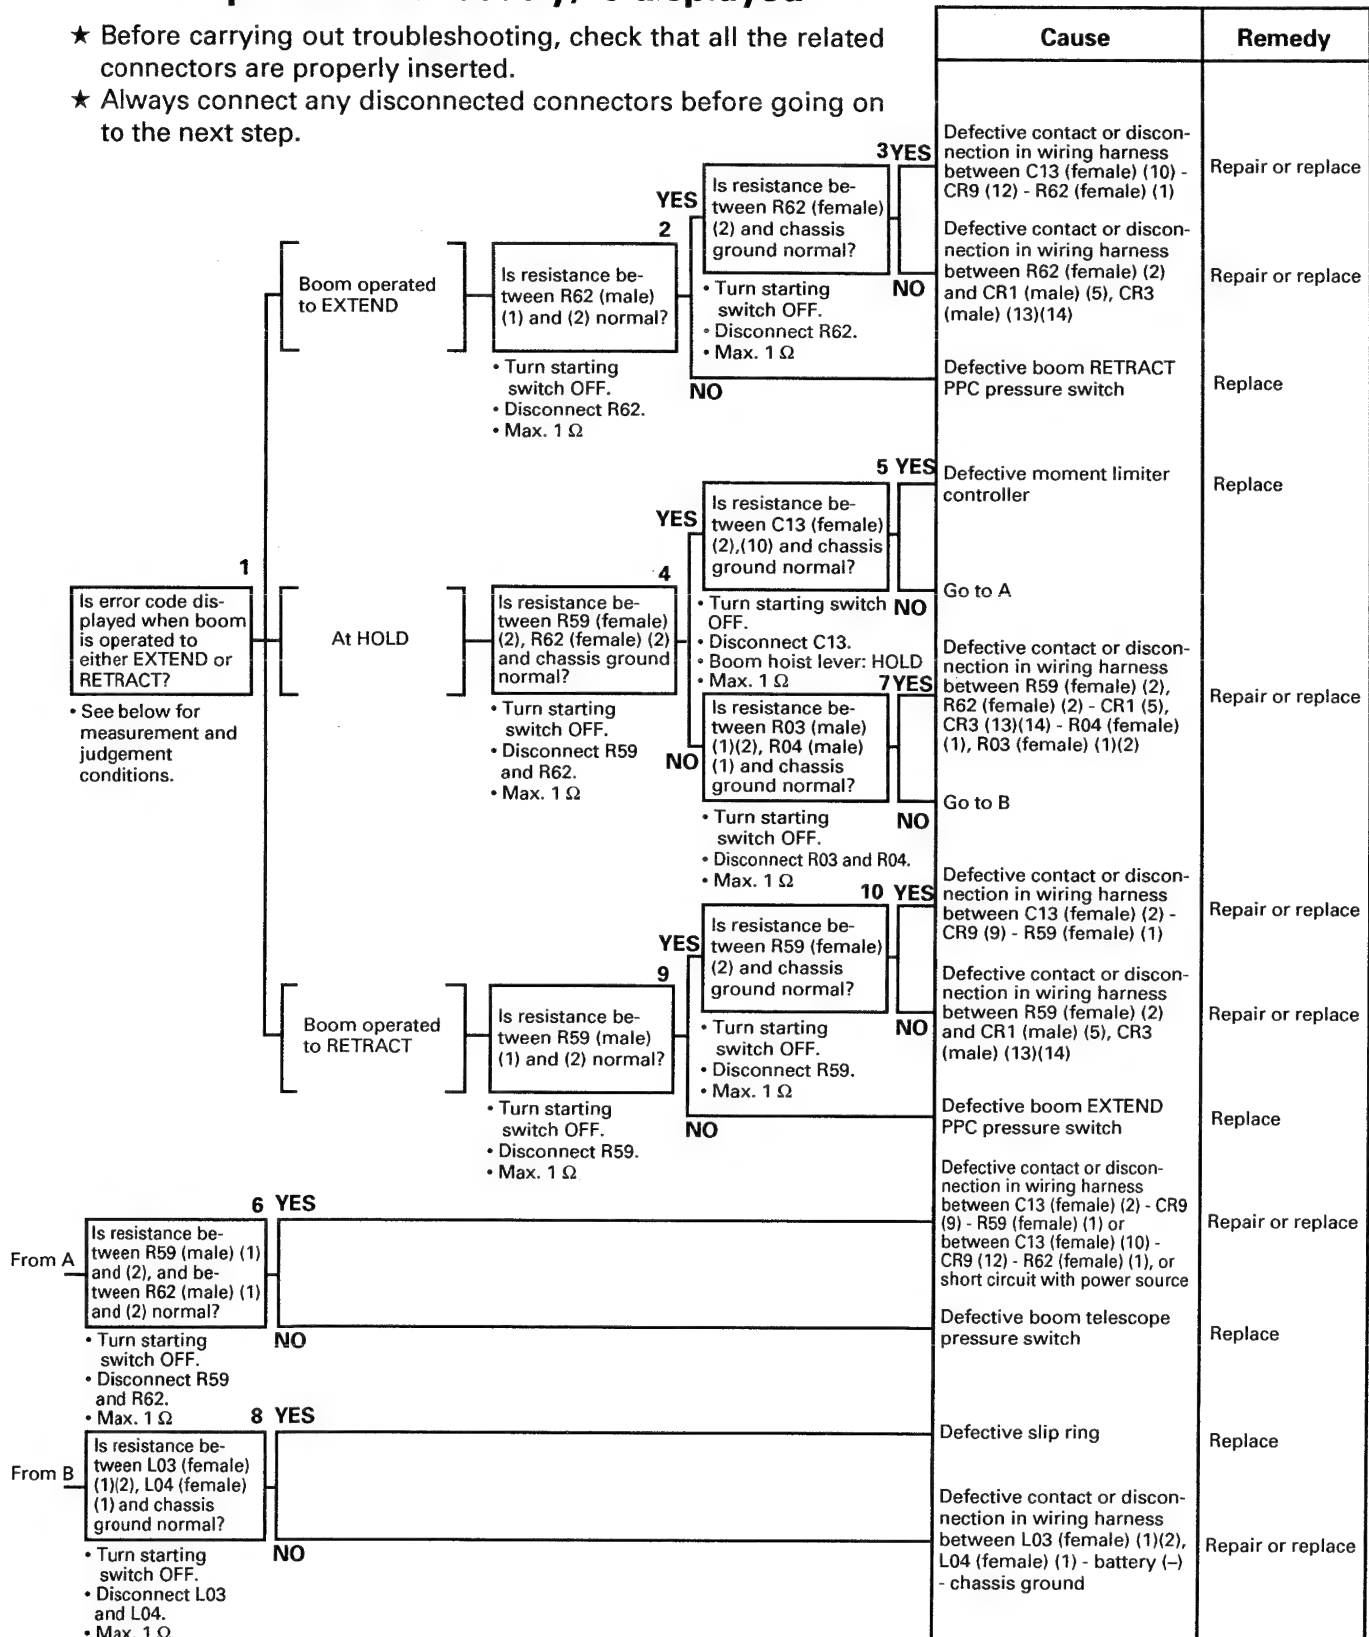 is displayed
★ Before carrying out troubleshooting, check that all the related
connectors are properly inserted.
★ Always connect any disconnected connectors before going on
to the next step.
Cause
Remedy
1
Is error code dis-
played when boom
is operated to
either EXTEND or
RETRACT?
• See below for
measurement and
judgement
conditions.
Boom operated
to EXTEND
2
Is resistance be-
tween R62 (male)
(1) and (2) normal?
• Turn starting
switch OFF.
• Disconnect R62.
• Max. 1 Ω
YES
NO
3 YES
Is resistance be-
tween R62 (female)
(2) and chassis
ground normal?
• Turn starting
switch OFF.
• Disconnect R62.
• Max. 1 Ω
NO
Defective contact or discon-
nection in wiring harness
between C13 (female) (10) -
CR9 (12) - R62 (female) (1)
Repair or replace
Defective contact or discon-
nection in wiring harness
between R62 (female) (2)
and CR1 (male) (5), CR3
(male) (13)(14)
Repair or replace
Defective boom RETRACT
PPC pressure switch
Replace
At HOLD
4
Is resistance be-
tween R59 (female)
(2), R62 (female) (2)
and chassis ground
normal?
• Turn starting
switch OFF.
• Disconnect R59
and R62.
• Max. 1 Ω
YES
NO
5 YES
Is resistance be-
tween C13 (female)
(2),(10) and chassis
ground normal?
• Turn starting switch
OFF.
• Disconnect C13.
• Boom hoist lever: HOLD
• Max. 1 Ω
NO
Defective moment limiter
controller
Replace
Go to A
7 YES
Is resistance be-
tween R03 (male)
(1)(2), R04 (male)
(1) and chassis
ground normal?
• Turn starting
switch OFF.
• Disconnect R03 and R04.
• Max. 1 Ω
NO
Defective contact or discon-
nection in wiring harness
between R59 (female) (2),
R62 (female) (2) - CR1 (5),
CR3 (13)(14) - R04 (female)
(1), R03 (female) (1)(2)
Repair or replace
Go to B
Boom operated
to RETRACT
9
Is resistance be-
tween R59 (male)
(1) and (2) normal?
• Turn starting
switch OFF.
• Disconnect R59.
• Max. 1 Ω
YES
NO
10 YES
Is resistance be-
tween R59 (female)
(2) and chassis
ground normal?
• Turn starting
switch OFF.
• Disconnect R59.
• Max. 1 Ω
NO
Defective contact or discon-
nection in wiring harness
between C13 (female) (2) -
CR9 (9) - R59 (female) (1)
Repair or replace
Defective contact or discon-
nection in wiring harness
between R59 (female) (2)
and CR1 (male) (5), CR3
(male) (13)(14)
Repair or replace
Defective boom EXTEND
PPC pressure switch
Replace
From A
6 YES
Is resistance be-
tween R59 (male) (1)
and (2), and be-
tween R62 (male) (1)
and (2) normal?
• Turn starting
switch OFF.
• Disconnect R59
and R62.
• Max. 1 Ω
NO
Defective contact or discon-
nection in wiring harness
between C13 (female) (2) - CR9
(9) - R59 (female) (1) or
between C13 (female) (10) -
CR9 (12) - R62 (female) (1), or
short circuit with power source
Repair or replace
Defective boom telescope
pressure switch
Replace
From B
8 YES
Is resistance be-
tween L03 (female)
(1)(2), L04 (female)
(1) and chassis
ground normal?
• Turn starting
switch OFF.
• Disconnect L03
and L04.
• Max. 1 Ω
NO
Defective slip ring
Replace
Defective contact or discon-
nection in wiring harness
between L03 (female) (1)(2),
L04 (female) (1) - battery (–)
- chassis ground
Repair or replace